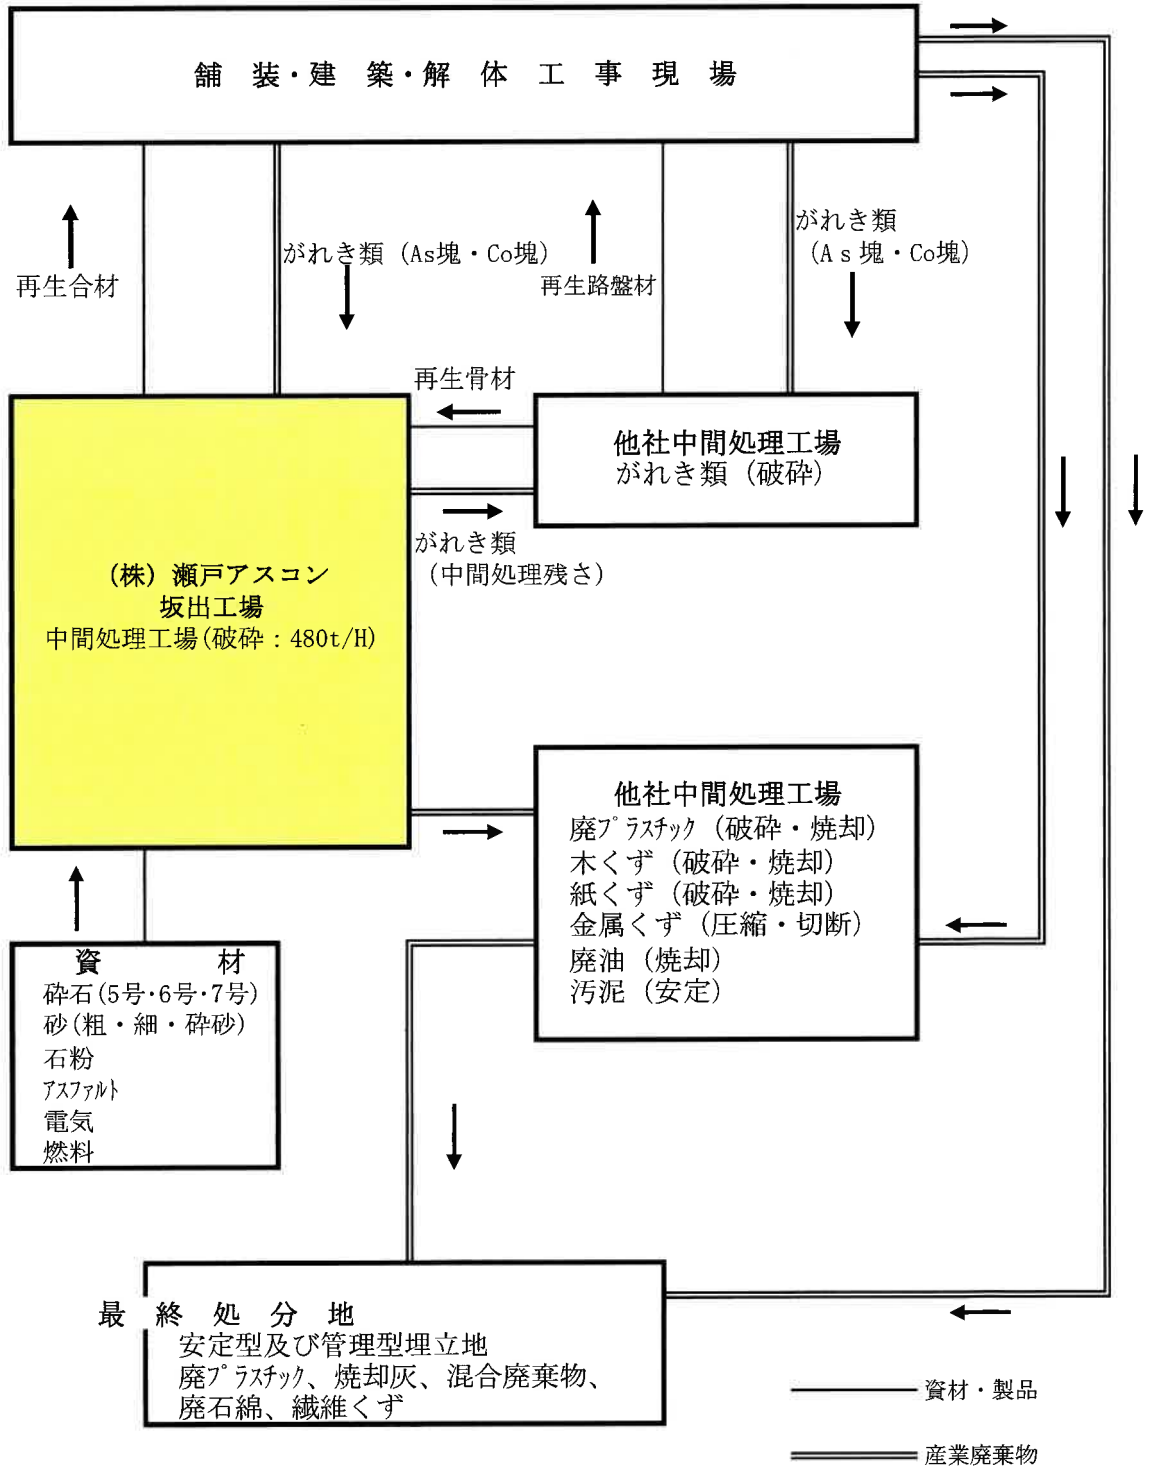 舗装・建築・解体工事現場
がれき類
(As塊・Co塊)
がれき類 (As塊・Co塊)
再生合材
再生路盤材
再生骨材
他社中間処理工場
がれき類 (破砕)
がれき類
(中間処理残さ)
(株) 瀬戸アスコン
坂出工場
中間処理工場(破砕：480t/H)
他社中間処理工場
廃プラスチック (破砕・焼却)
木くず (破砕・焼却)
紙くず (破砕・焼却)
金属くず (圧縮・切断)
廃油 (焼却)
汚泥 (安定)
資材
砕石(5号・6号・7号)
砂(粗・細・砕砂)
石粉
アスファルト
電気
燃料
最終処分地
安定型及び管理型埋立地
廃プラスチック、焼却灰、混合廃棄物、
廃石綿、繊維くず
資材・製品
産業廃棄物